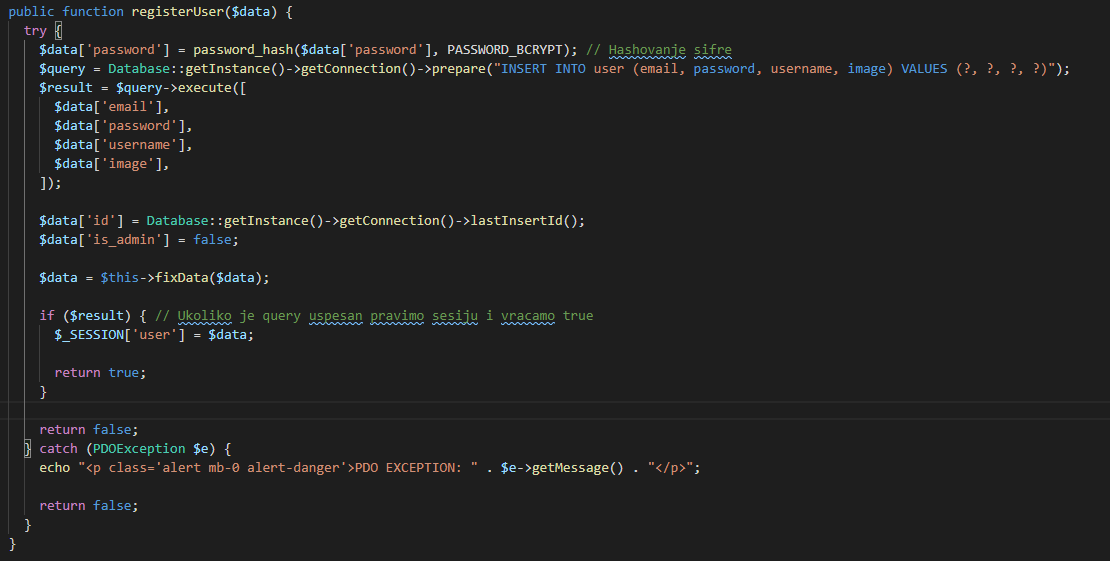 public function registerUser($data) {
try {
$data['password'] = password_hash($data['password'], PASSWORD_BCRYPT); // Hashovanje sifre
$query = Database::getInstance()->getConnection()->prepare("INSERT INTO user (email, password, username, image) VALUES (?, ?, ?, ?)");
$result = $query->execute([
$data['email'],
$data['password'],
$data['username'],
$data['image'],
]);
$data['id'] = Database::getInstance()->getConnection()->lastInsertId();
$data['is_admin'] = false;
$data = $this->fixData($data);
if ($result) { // Ukoliko je query uspesan pravimo sesiju i vracamo true
$_SESSION['user'] = $data;
return true;
}
return false;
} catch (PDOException $e) {
echo "<p class='alert mb-0 alert-danger'>PDO EXCEPTION: " . $e->getMessage() . "</p>";
return false;
}
}